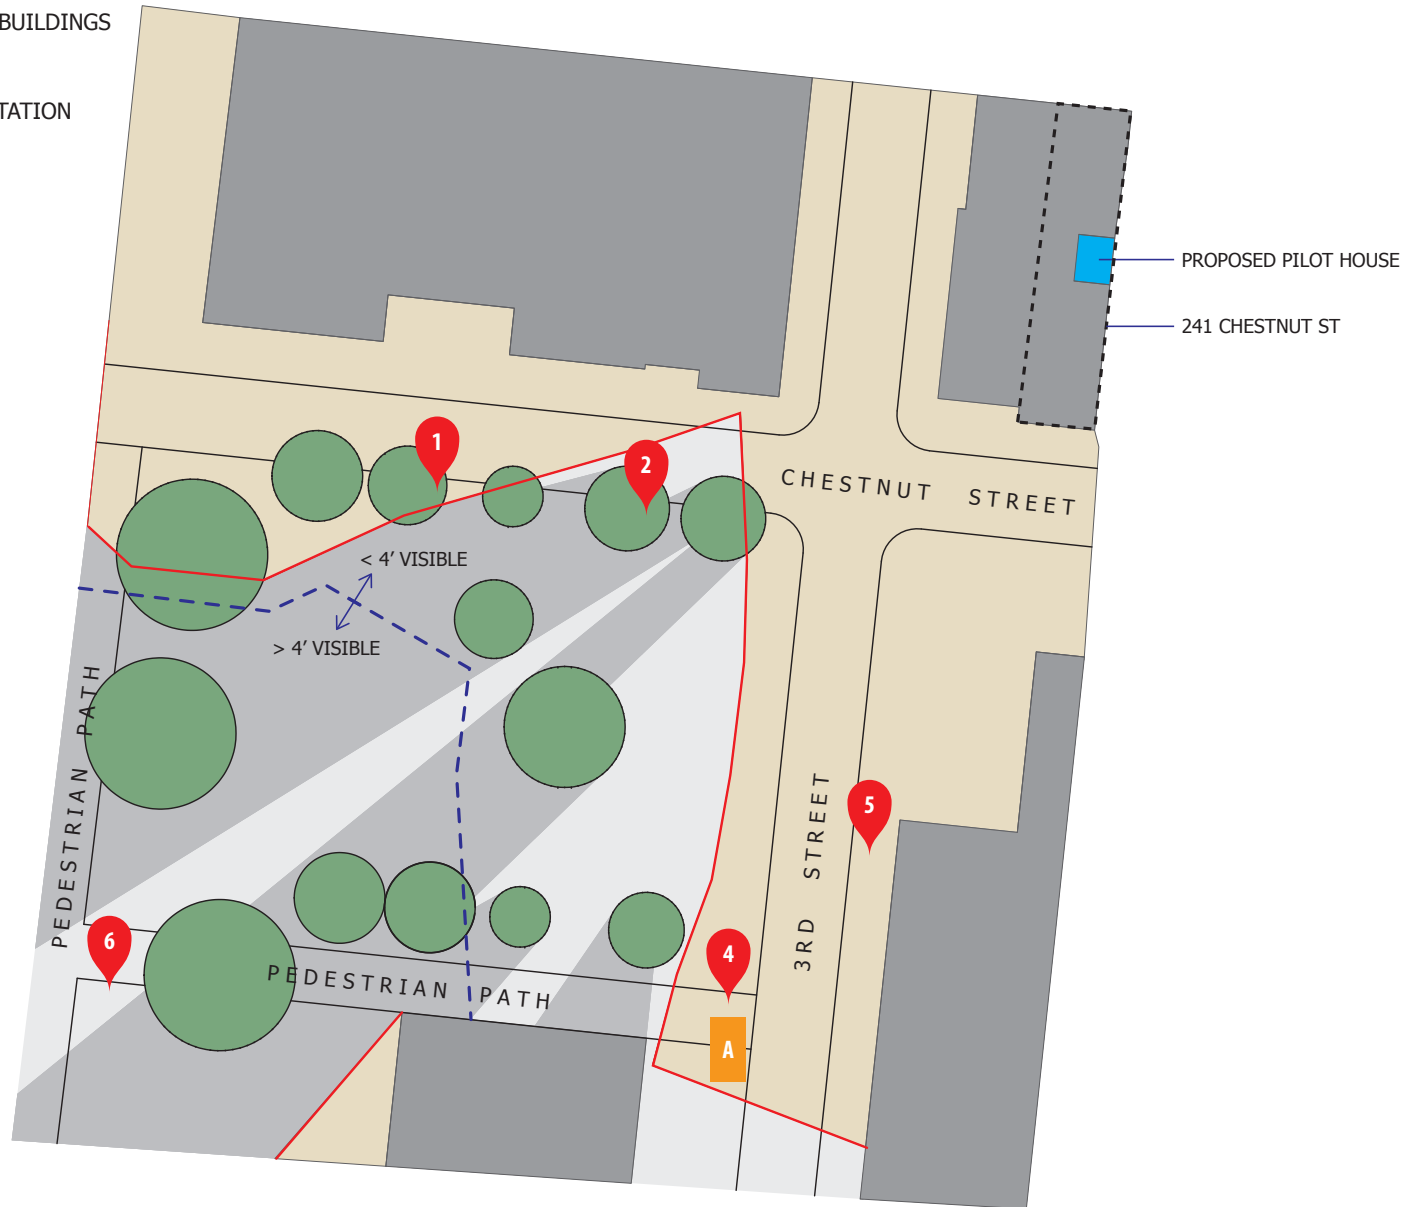 BUILDINGS
TATION
PROPOSED PILOT HOUSE
241 CHESTNUT ST
1
2
CHESTNUT STREET
< 4’ VISIBLE
> 4’ VISIBLE
PEDESTRIAN PATH
3RD STREET
5
6
4
PEDESTRIAN PATH
A